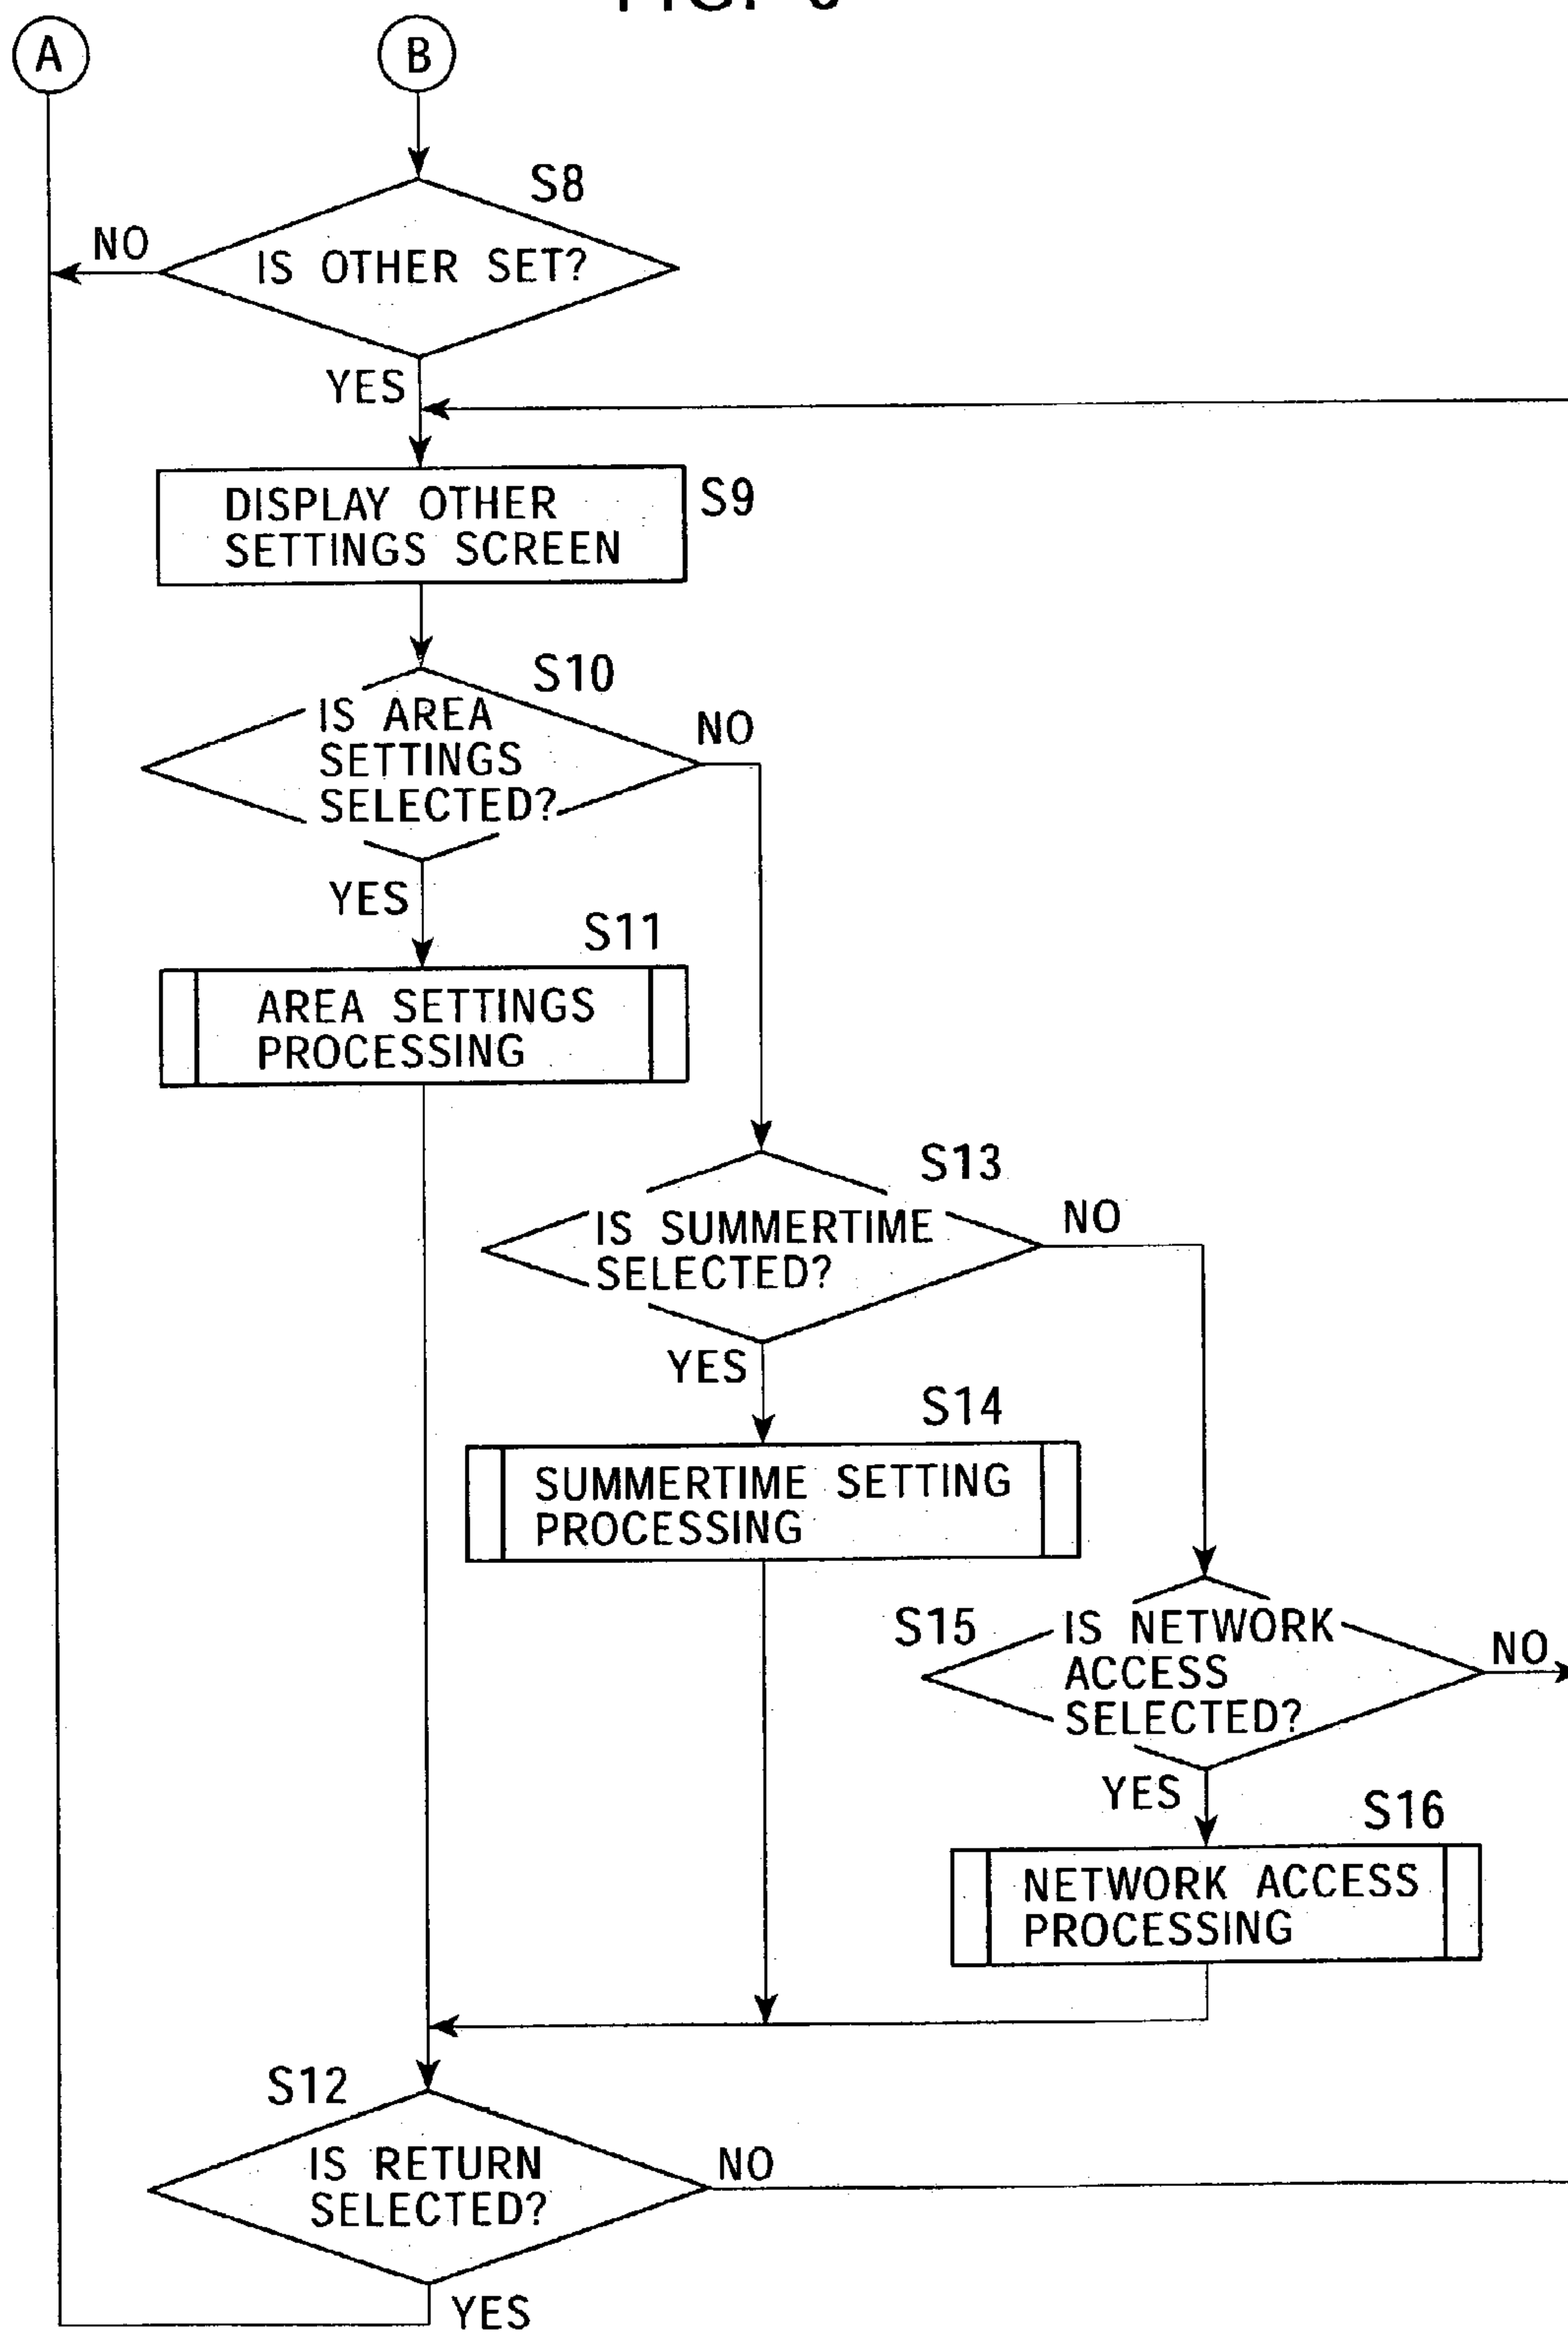 FIG.
A
B
S8
NO
IS OTHER SET?
YES
DISPLAY OTHER
SETTINGS SCREEN
S9
S10
IS AREA
SETTINGS
SELECTED?
NO
YES
S11
AREA SETTINGS
PROCESSING
S13
IS SUMMERTIME
SELECTED?
NO
YES
S14
SUMMERTIME SETTING
PROCESSING
S15
IS NETWORK
ACCESS
SELECTED?
NO
YES
S16
NETWORK ACCESS
PROCESSING
S12
IS RETURN
SELECTED?
NO
YES